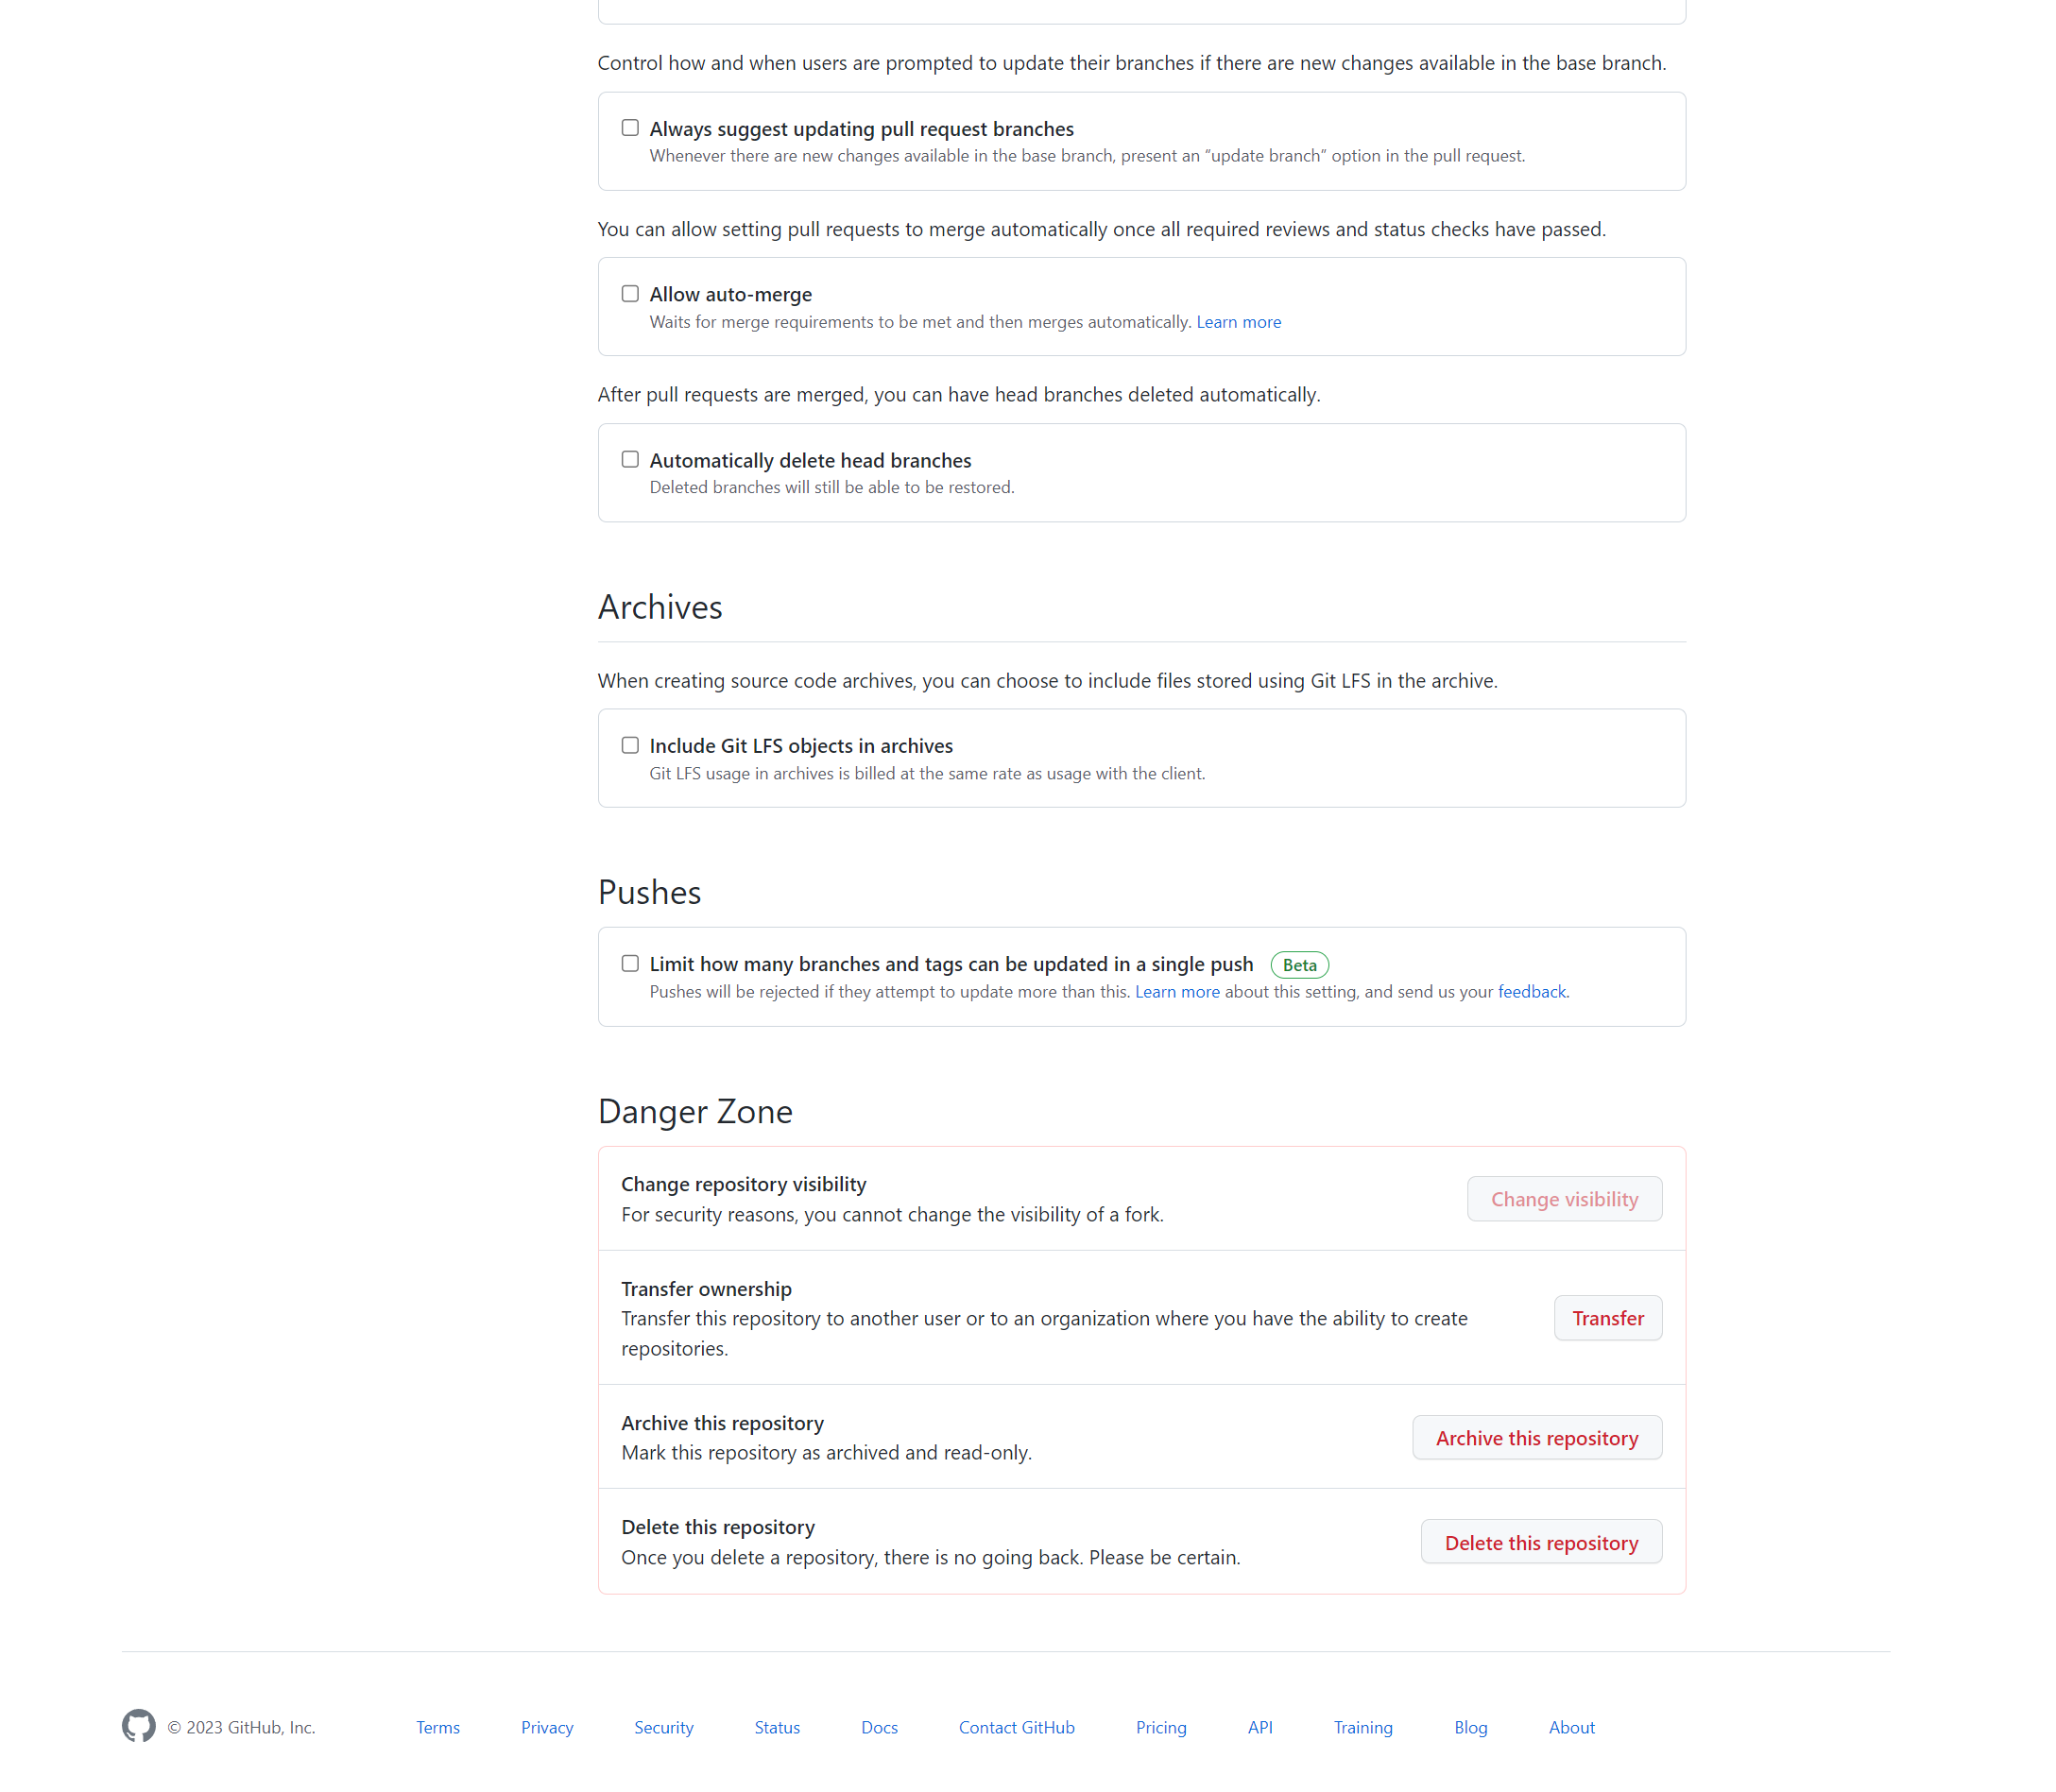 Control how and when users are prompted to update their branches if there are new changes available in the base branch.
Always suggest updating pull request branches
Whenever there are new changes available in the base branch, present an “update branch” option in the pull request.
You can allow setting pull requests to merge automatically once all required reviews and status checks have passed.
Allow auto-merge
Waits for merge requirements to be met and then merges automatically. Learn more
After pull requests are merged, you can have head branches deleted automatically.
Automatically delete head branches
Deleted branches will still be able to be restored.
Archives
When creating source code archives, you can choose to include files stored using Git LFS in the archive.
Include Git LFS objects in archives
Git LFS usage in archives is billed at the same rate as usage with the client.
Pushes
Limit how many branches and tags can be updated in a single push Beta
Pushes will be rejected if they attempt to update more than this. Learn more about this setting, and send us your feedback.
Danger Zone
Change repository visibility
For security reasons, you cannot change the visibility of a fork.
Change visibility
Transfer ownership
Transfer this repository to another user or to an organization where you have the ability to create
repositories.
Transfer
Archive this repository
Mark this repository as archived and read-only.
Archive this repository
Delete this repository
Once you delete a repository, there is no going back. Please be certain.
Delete this repository
© 2023 GitHub, Inc. Terms Privacy Security Status Docs Contact GitHub Pricing API Training Blog About